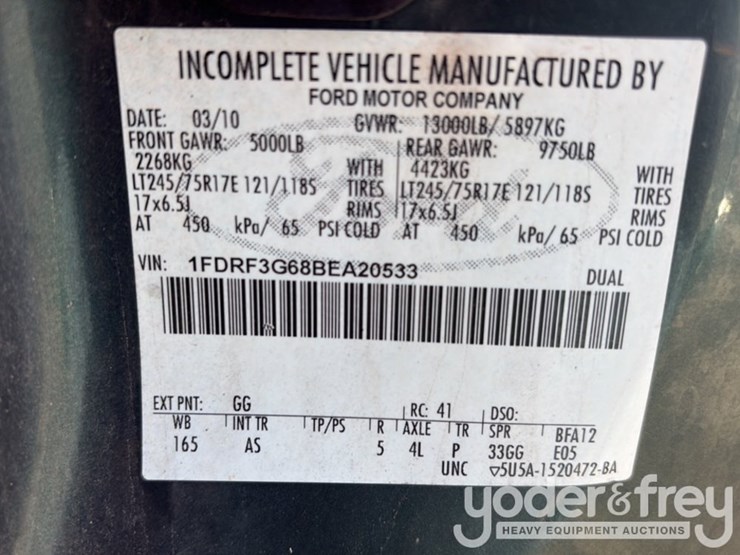 INCOMPLETE VEHICLE MANUFACTURED BY
FORD MOTOR COMPANY
DATE: 03/10 GVWR: 13000LB/ 5897KG
FRONT GAWR: 5000LB REAR GAWR: 9750LB
2268KG WITH 4423KG WITH
LT245/75R17E 121/118S TIRES LT245/75R17E 121/118S TIRES
17x6.5J RIMS 17x6.5J RIMS
AT 450 kPa/ 65 PSI COLD AT 450 kPa/ 65 PSI COLD
VIN: 1FDRF3G68BEA20533
DUAL
EXT PNT: GG RC: 41 DSO:
WB INT TR TP/PS R AXLE TR SPR BFA12
165 AS 5 4L P 33GG E05
UNC ▽5U5A-1520472-BA
yoder&frey
HEAVY EQUIPMENT AUCTIONS